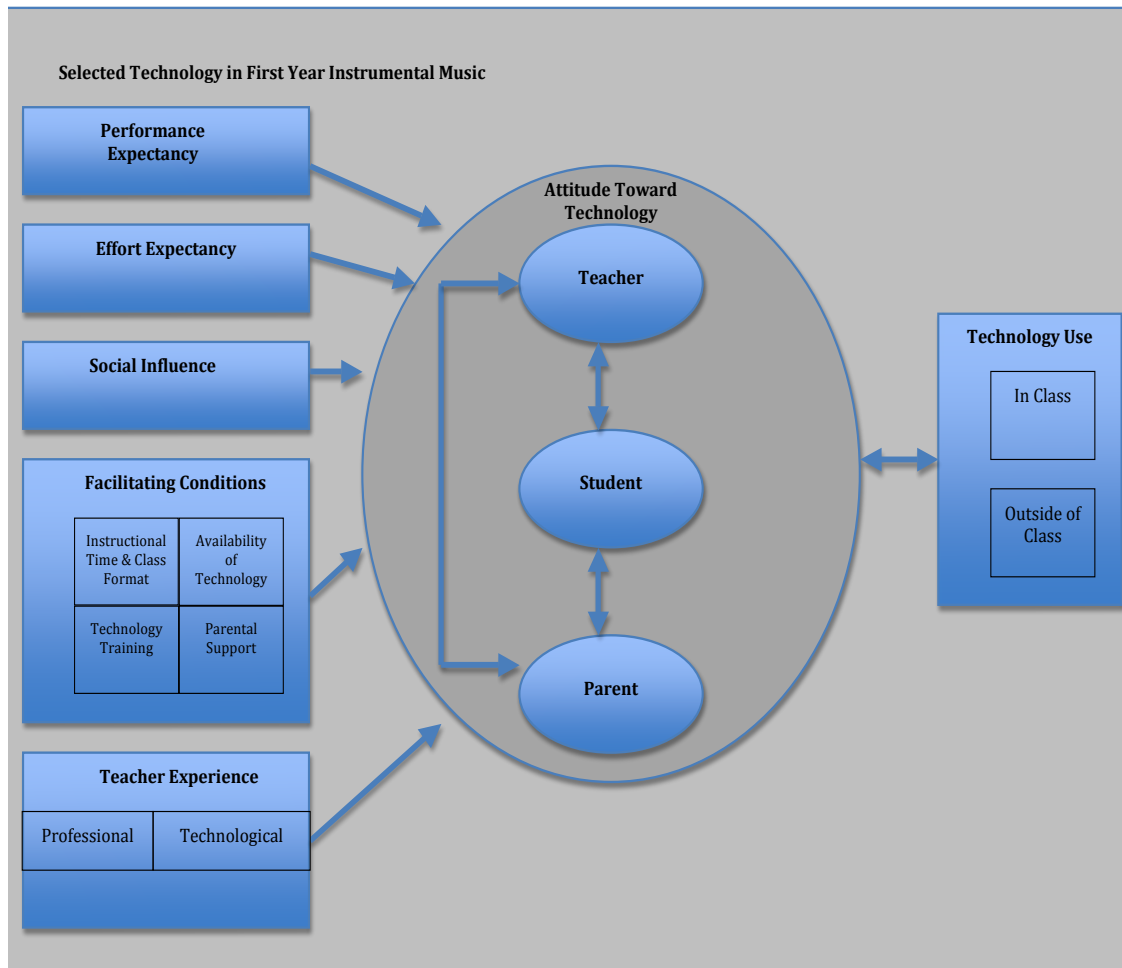 Selected Technology in First Year Instrumental Music
Performance
Expectancy
Effort Expectancy
Social Influence
Facilitating Conditions
Instructional
Time & Class
Format
Availability
of
Technology
Technology
Training
Parental
Support
Teacher Experience
Professional
Technological
Attitude Toward
Technology
Teacher
Student
Parent
Technology Use
In Class
Outside of
Class